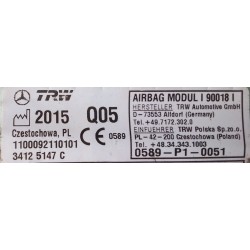 TRW
2015 Q05
Czestochowa, PL
CE 0589
1100092110101
3412 5147 C
AIRBAG MODUL I 90018 I
HERSTELLER TRW Automotive GmbH
D-73553 Alfdorf (Germany)
Tel.+49.7172.302.0
EINFUEHRER TRW Polska Sp.zo.o.
PL-42-200 Czestochowa (Poland)
Tel.+48.34.343.1003
0589-P1-0051